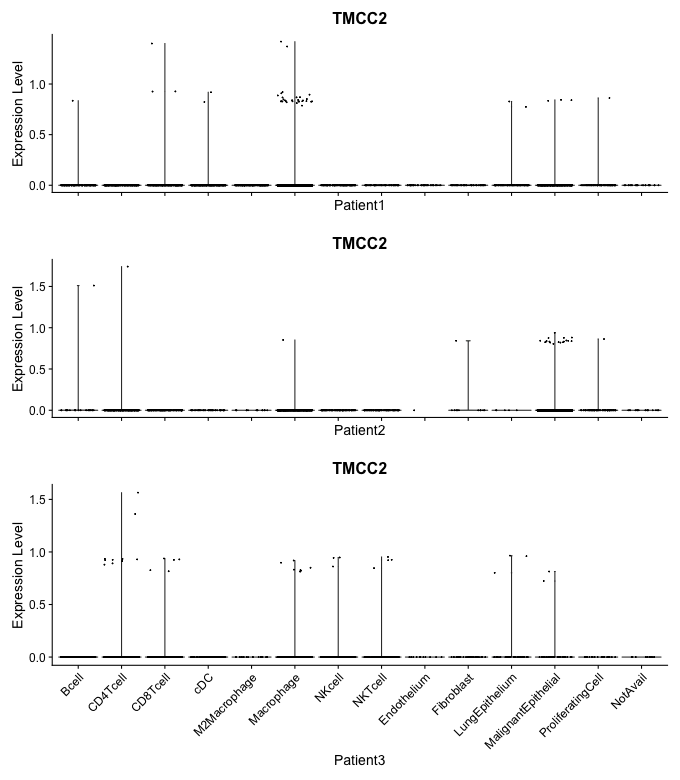 TMCC2
Expression Level
1.0
0.5
0.0
Patient1
TMCC2
Expression Level
1.5
1.0
0.5
0.0
Patient2
TMCC2
Expression Level
1.5
1.0
0.5
0.0
Bcell
CD4Tcell
CD8Tcell
cDC
M2Macrophage
Macrophage
NKcell
NKTcell
Endothelium
Fibroblast
LungEpithelium
MalignantEpithelial
ProliferatingCell
NotAvail
Patient3